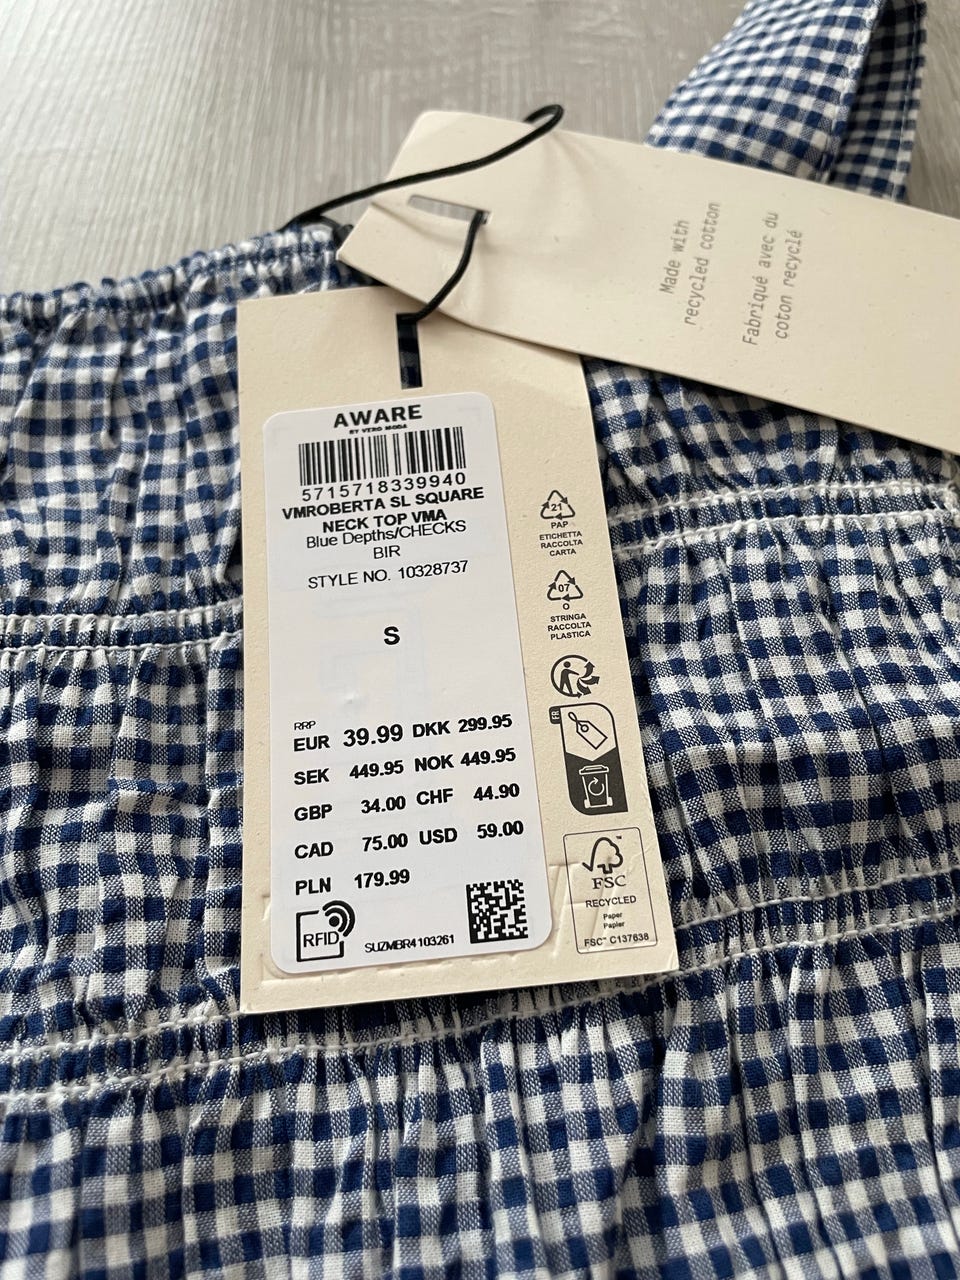 Made with
recycled cotton
Fabriqué avec du
coton recyclé
AWARE
BY VERO MODA
5715718339940
VMROBERTA SL SQUARE
NECK TOP VMA
Blue Depths/CHECKS
BIR
STYLE NO. 10328737
S
RRP
EUR 39.99 DKK 299.95
SEK 449.95 NOK 449.95
GBP 34.00 CHF 44.90
CAD 75.00 USD 59.00
PLN 179.99
RFID
SUZMBR4103261
21
PAP
ETICHETTA
RACCOLTA
CARTA
07
O
STRINGA
RACCOLTA
PLASTICA
FR
FSC™
RECYCLED
Paper
Papier
FSC™ C137638